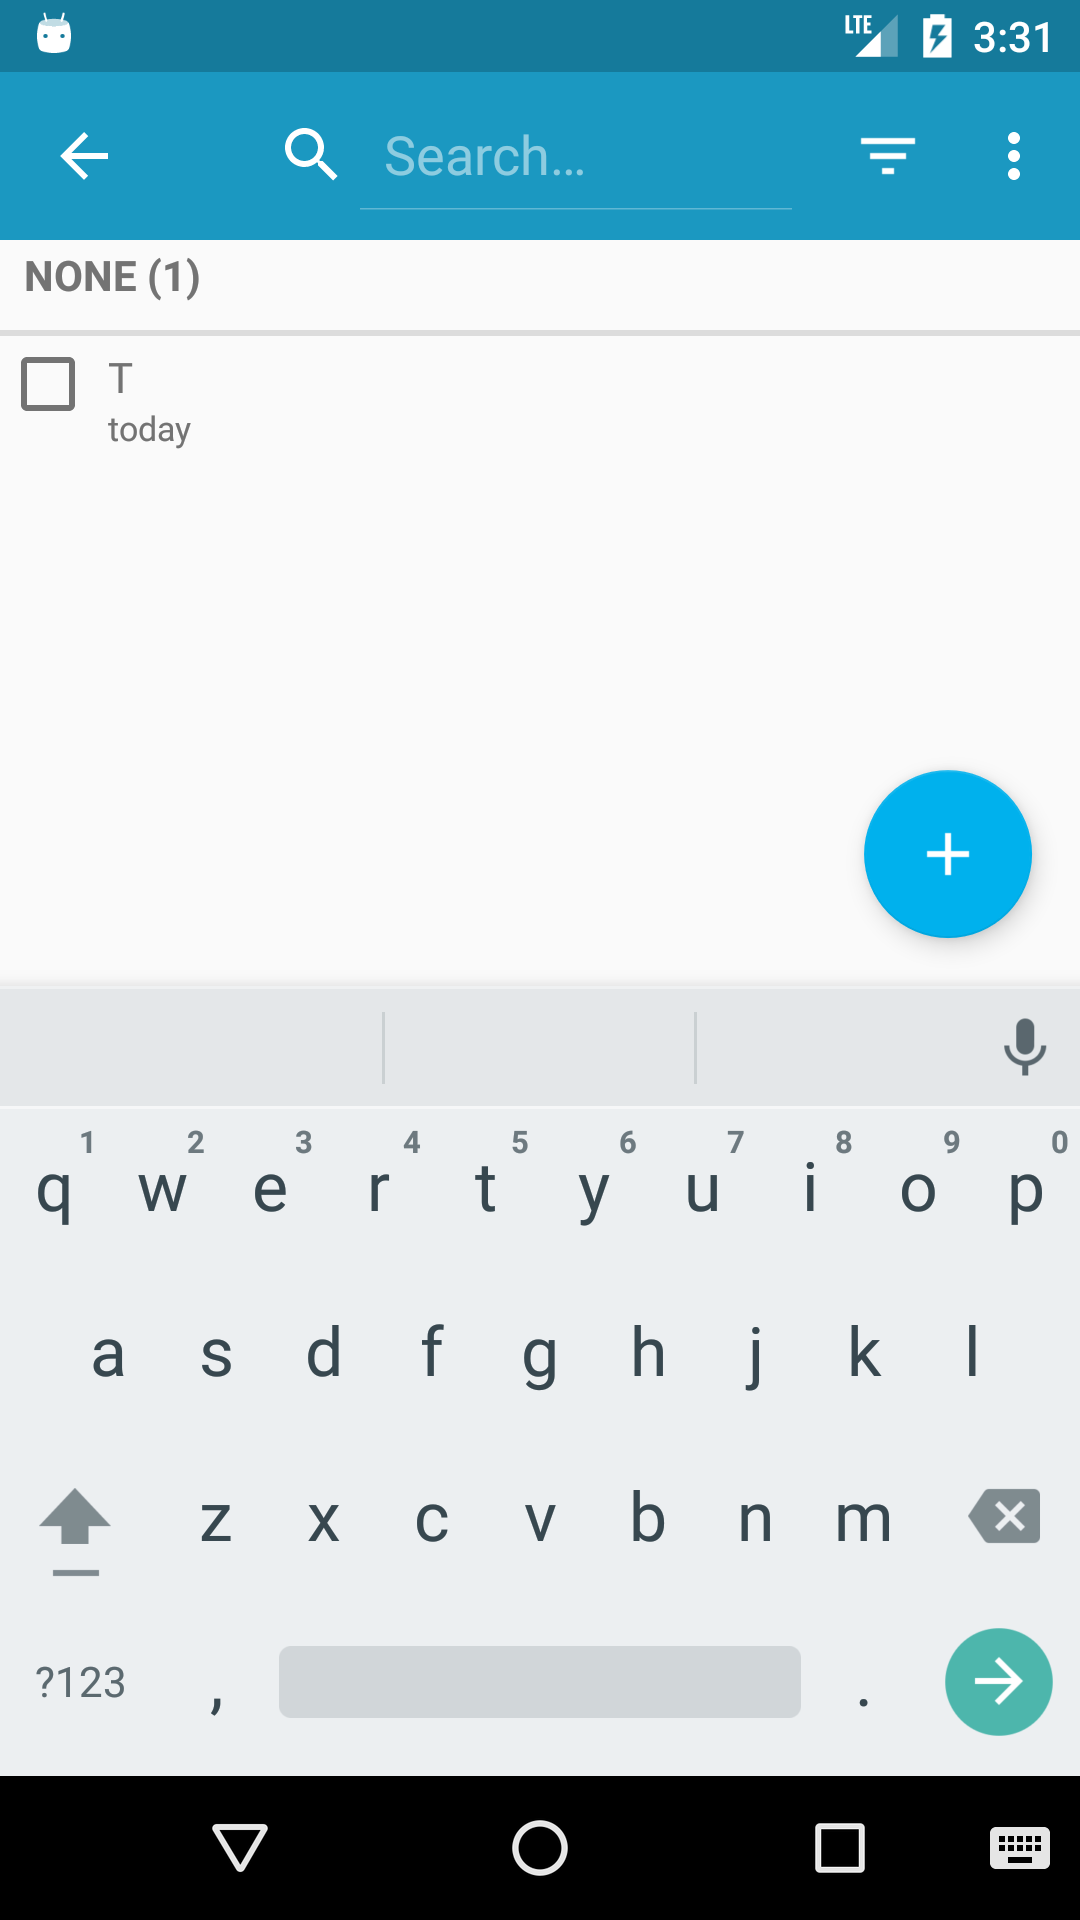 LTE 3:31
Search...
NONE (1)
T
today
1 2 3 4 5 6 7 8 9 0
q w e r t y u i o p
a s d f g h j k l
z x c v b n m
?123 , .